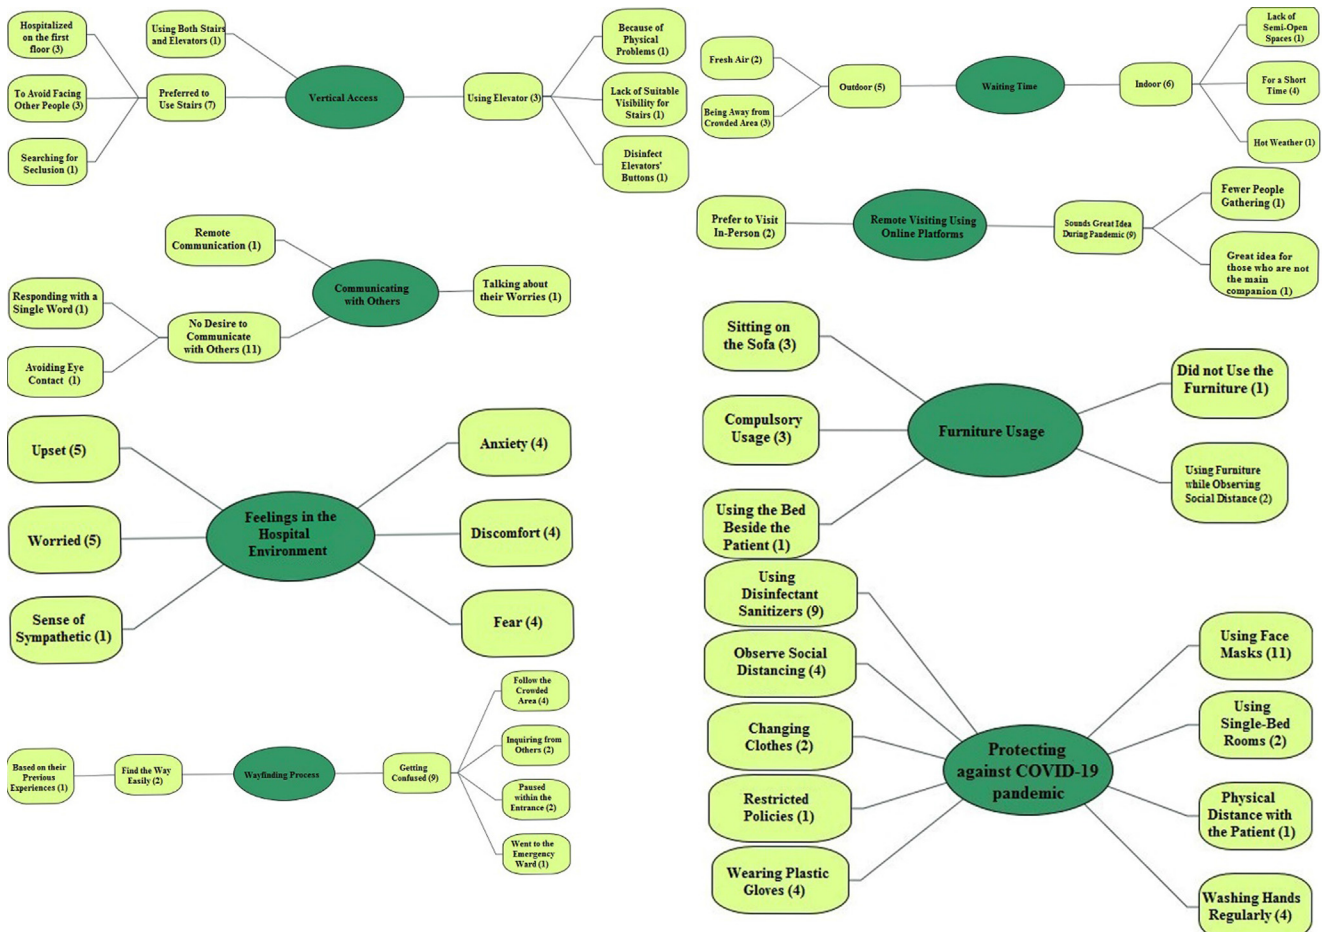 Hospitalized
on the first
floor (3)
To Avoid Facing
Other People (3)
Searching for
Seclusion (1)
Using Both Stairs
and Elevators (1)
Preferred to
Use Stairs (7)
Vertical Access
Using Elevator (3)
Because of
Physical
Problems (1)
Lack of Suitable
Visibility for
Stairs (1)
Disinfect
Elevators'
Buttons (1)
Fresh Air (2)
Being Away from
Crowded Area (3)
Outdoor (5)
Waiting Time
Indoor (6)
Lack of
Semi-Open
Spaces (1)
For a Short
Time (4)
Hot Weather (1)
Prefer to Visit
In-Person (2)
Remote Visiting Using
Online Platforms
Sounds Great Idea
During Pandemic (9)
Fewer People
Gathering (1)
Great idea for
those who are not
the main
companion (1)
Remote
Communication (1)
Responding with a
Single Word (1)
Avoiding Eye
Contact (1)
No Desire to
Communicate
with Others (11)
Communicating
with Others
Talking about
their Worries (1)
Sitting on
the Sofa (3)
Compulsory
Usage (3)
Using the Bed
Beside the
Patient (1)
Furniture Usage
Did not Use the
Furniture (1)
Using Furniture
while Observing
Social Distance (2)
Upset (5)
Worried (5)
Sense of
Sympathetic (1)
Feelings in the
Hospital
Environment
Anxiety (4)
Discomfort (4)
Fear (4)
Based on their
Previous
Experiences (1)
Find the Way
Easily (2)
Wayfinding Process
Getting
Confused (9)
Follow the
Crowded
Area (4)
Inquiring from
Others (2)
Paused
within the
Entrance (2)
Went to the
Emergency
Ward (1)
Using
Disinfectant
Sanitizers (9)
Observe Social
Distancing (4)
Changing
Clothes (2)
Restricted
Policies (1)
Wearing Plastic
Gloves (4)
Protecting
against COVID-19
pandemic
Using Face
Masks (11)
Using
Single-Bed
Rooms (2)
Physical
Distance with
the Patient (1)
Washing Hands
Regularly (4)